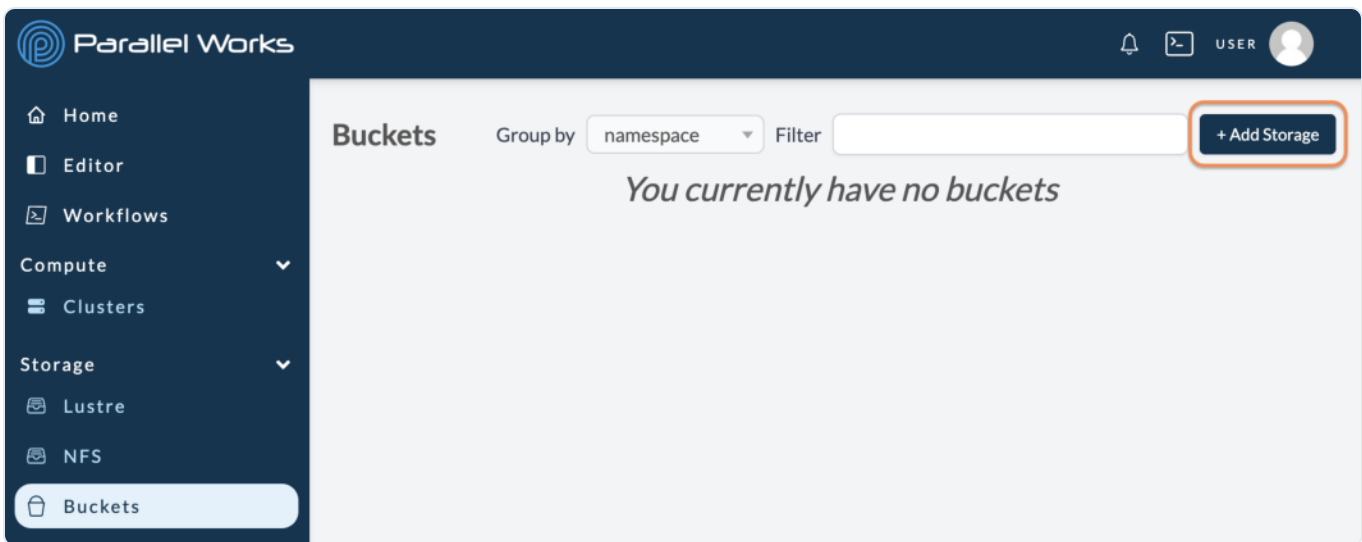 Parallel Works
USER
Home
Editor
Workflows
Compute
Clusters
Storage
Lustre
NFS
Buckets
Buckets Group by namespace Filter + Add Storage
You currently have no buckets